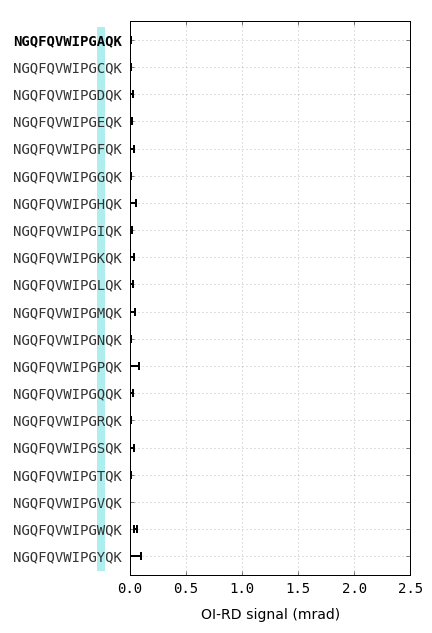 NGQFQVWIPGAQK
NGQFQVWIPGCQK
NGQFQVWIPGDQK
NGQFQVWIPGEQK
NGQFQVWIPGFQK
NGQFQVWIPGGQK
NGQFQVWIPGHQK
NGQFQVWIPGIQK
NGQFQVWIPGKQK
NGQFQVWIPGLQK
NGQFQVWIPGMQK
NGQFQVWIPGNQK
NGQFQVWIPGPQK
NGQFQVWIPGQQK
NGQFQVWIPGRQK
NGQFQVWIPGSQK
NGQFQVWIPGTQK
NGQFQVWIPGVQK
NGQFQVWIPGWQK
NGQFQVWIPGYQK
0.0 0.5 1.0 1.5 2.0 2.5
OI-RD signal (mrad)